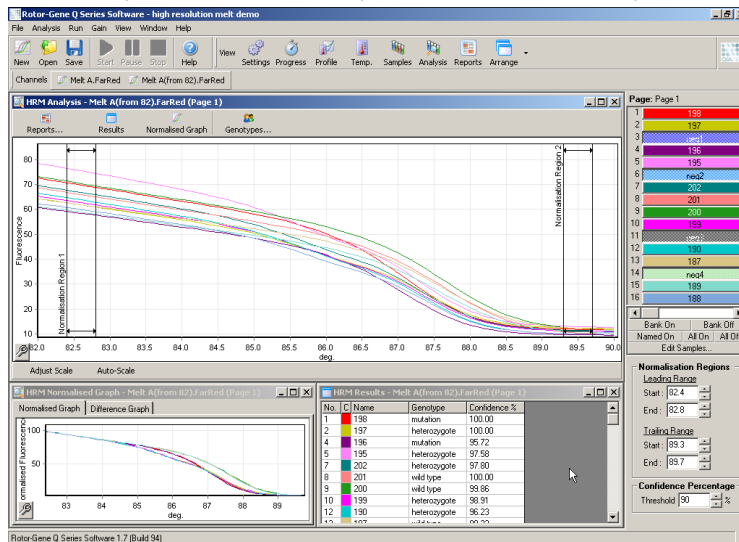 Rotor-Gene Q Series Software - high resolution melt demo
File Analysis Run Gain View Window Help
New Open Save Start Pause Stop Help View Settings Progress Profile Temp. Samples Analysis Reports Arrange
Channels Melt A.FarRed Melt A(from 82).FarRed
HRM Analysis - Melt A(from 82).FarRed (Page 1)
Reports... Results Normalised Graph Genotypes...
Fluorescence
80
70
60
50
40
30
20
10
Normalisation Region 1
Normalisation Region 2
82.0 82.5 83.0 83.5 84.0 84.5 85.0 85.5 86.0 86.5 87.0 87.5 88.0 88.5 89.0 89.5 90.0
deg.
Adjust Scale Auto-Scale
HRM Normalised Graph - Melt A(from 82).FarRed (Page 1)
Normalised Graph Difference Graph
ormalised Fluorescence
100
50
83 84 85 86 87 88 89
deg.
HRM Results - Melt A(from 82).FarRed (Page 1)
No. C Name Genotype Confidence %
1 198 mutation 100.00
2 197 heterozygote 100.00
4 196 mutation 95.72
5 195 heterozygote 97.58
7 202 heterozygote 97.80
8 201 wild type 100.00
9 200 wild type 99.86
10 199 heterozygote 98.91
12 190 heterozygote 96.23
Page: Page 1
1 198
2 197
3 neg1
4 196
5 195
6 neg2
7 202
8 201
9 200
10 199
11
12 190
13 187
14 neg4
15 189
16 188
Bank On Bank Off
Named On All On All Off
Edit Samples...
Normalisation Regions
Leading Range
Start: 82.4
End: 82.8
Trailing Range
Start: 89.3
End: 89.7
Confidence Percentage
Threshold 90 %
Rotor-Gene Q Series Software 1.7 (Build 94)